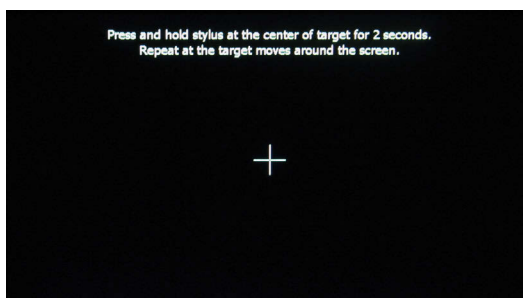 Press and hold stylus at the center of target for 2 seconds.
Repeat at the target moves around the screen.